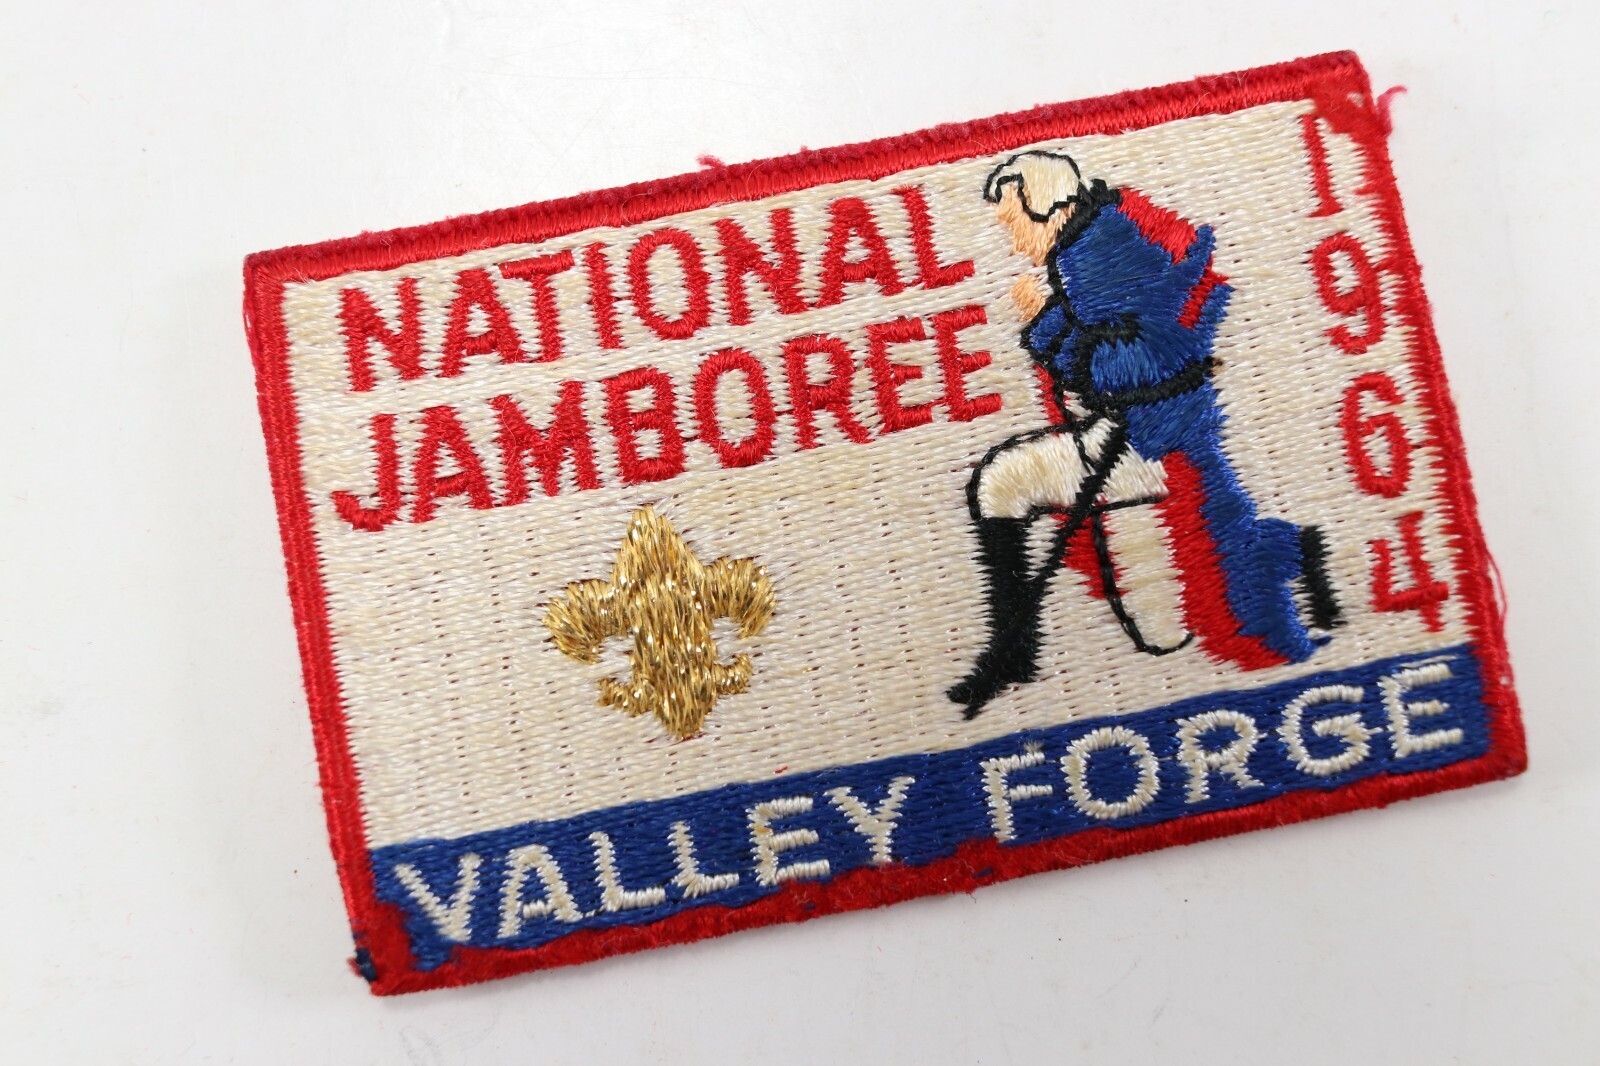 NATIONAL
JAMBOREE
1964
VALLEY FORGE